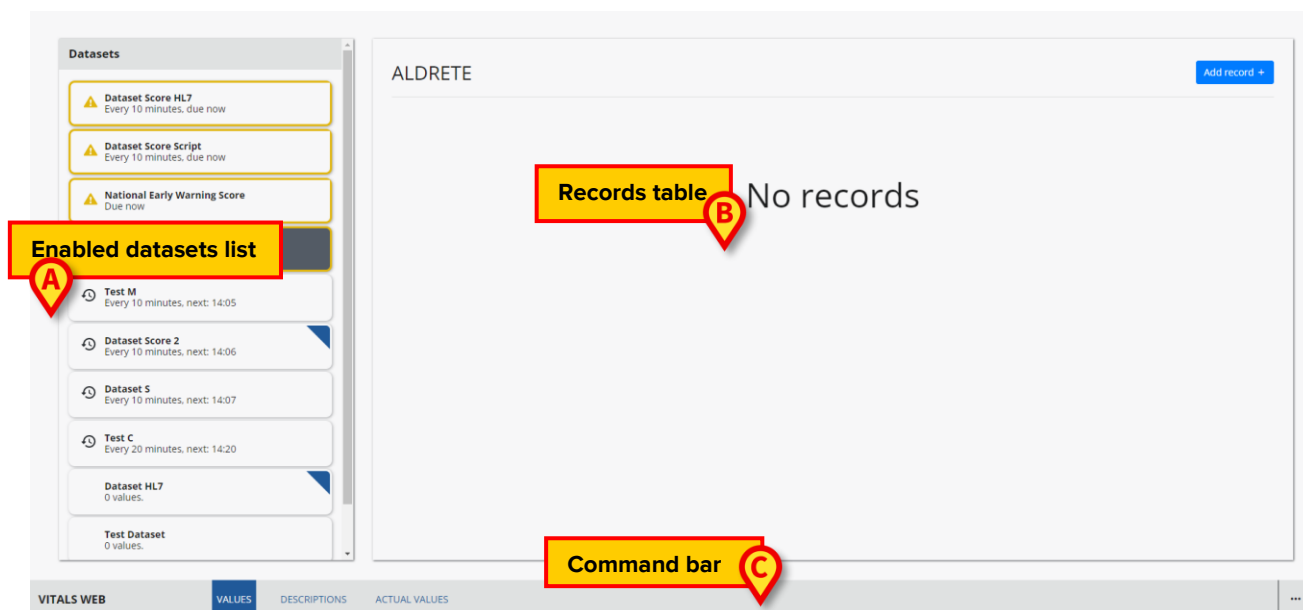 Datasets
Dataset Score HL7
Every 10 minutes, due now
Dataset Score Script
Every 10 minutes, due now
National Early Warning Score
Due now
Enabled datasets list
A
Test M
Every 10 minutes, next: 14:05
Dataset Score 2
Every 10 minutes, next: 14:06
Dataset S
Every 10 minutes, next: 14:07
Test C
Every 20 minutes, next: 14:20
Dataset HL7
0 values.
Test Dataset
0 values.
ALDRETE
Add record +
Records table
B
No records
Command bar
C
VITALS WEB
VALUES
DESCRIPTIONS
ACTUAL VALUES
...